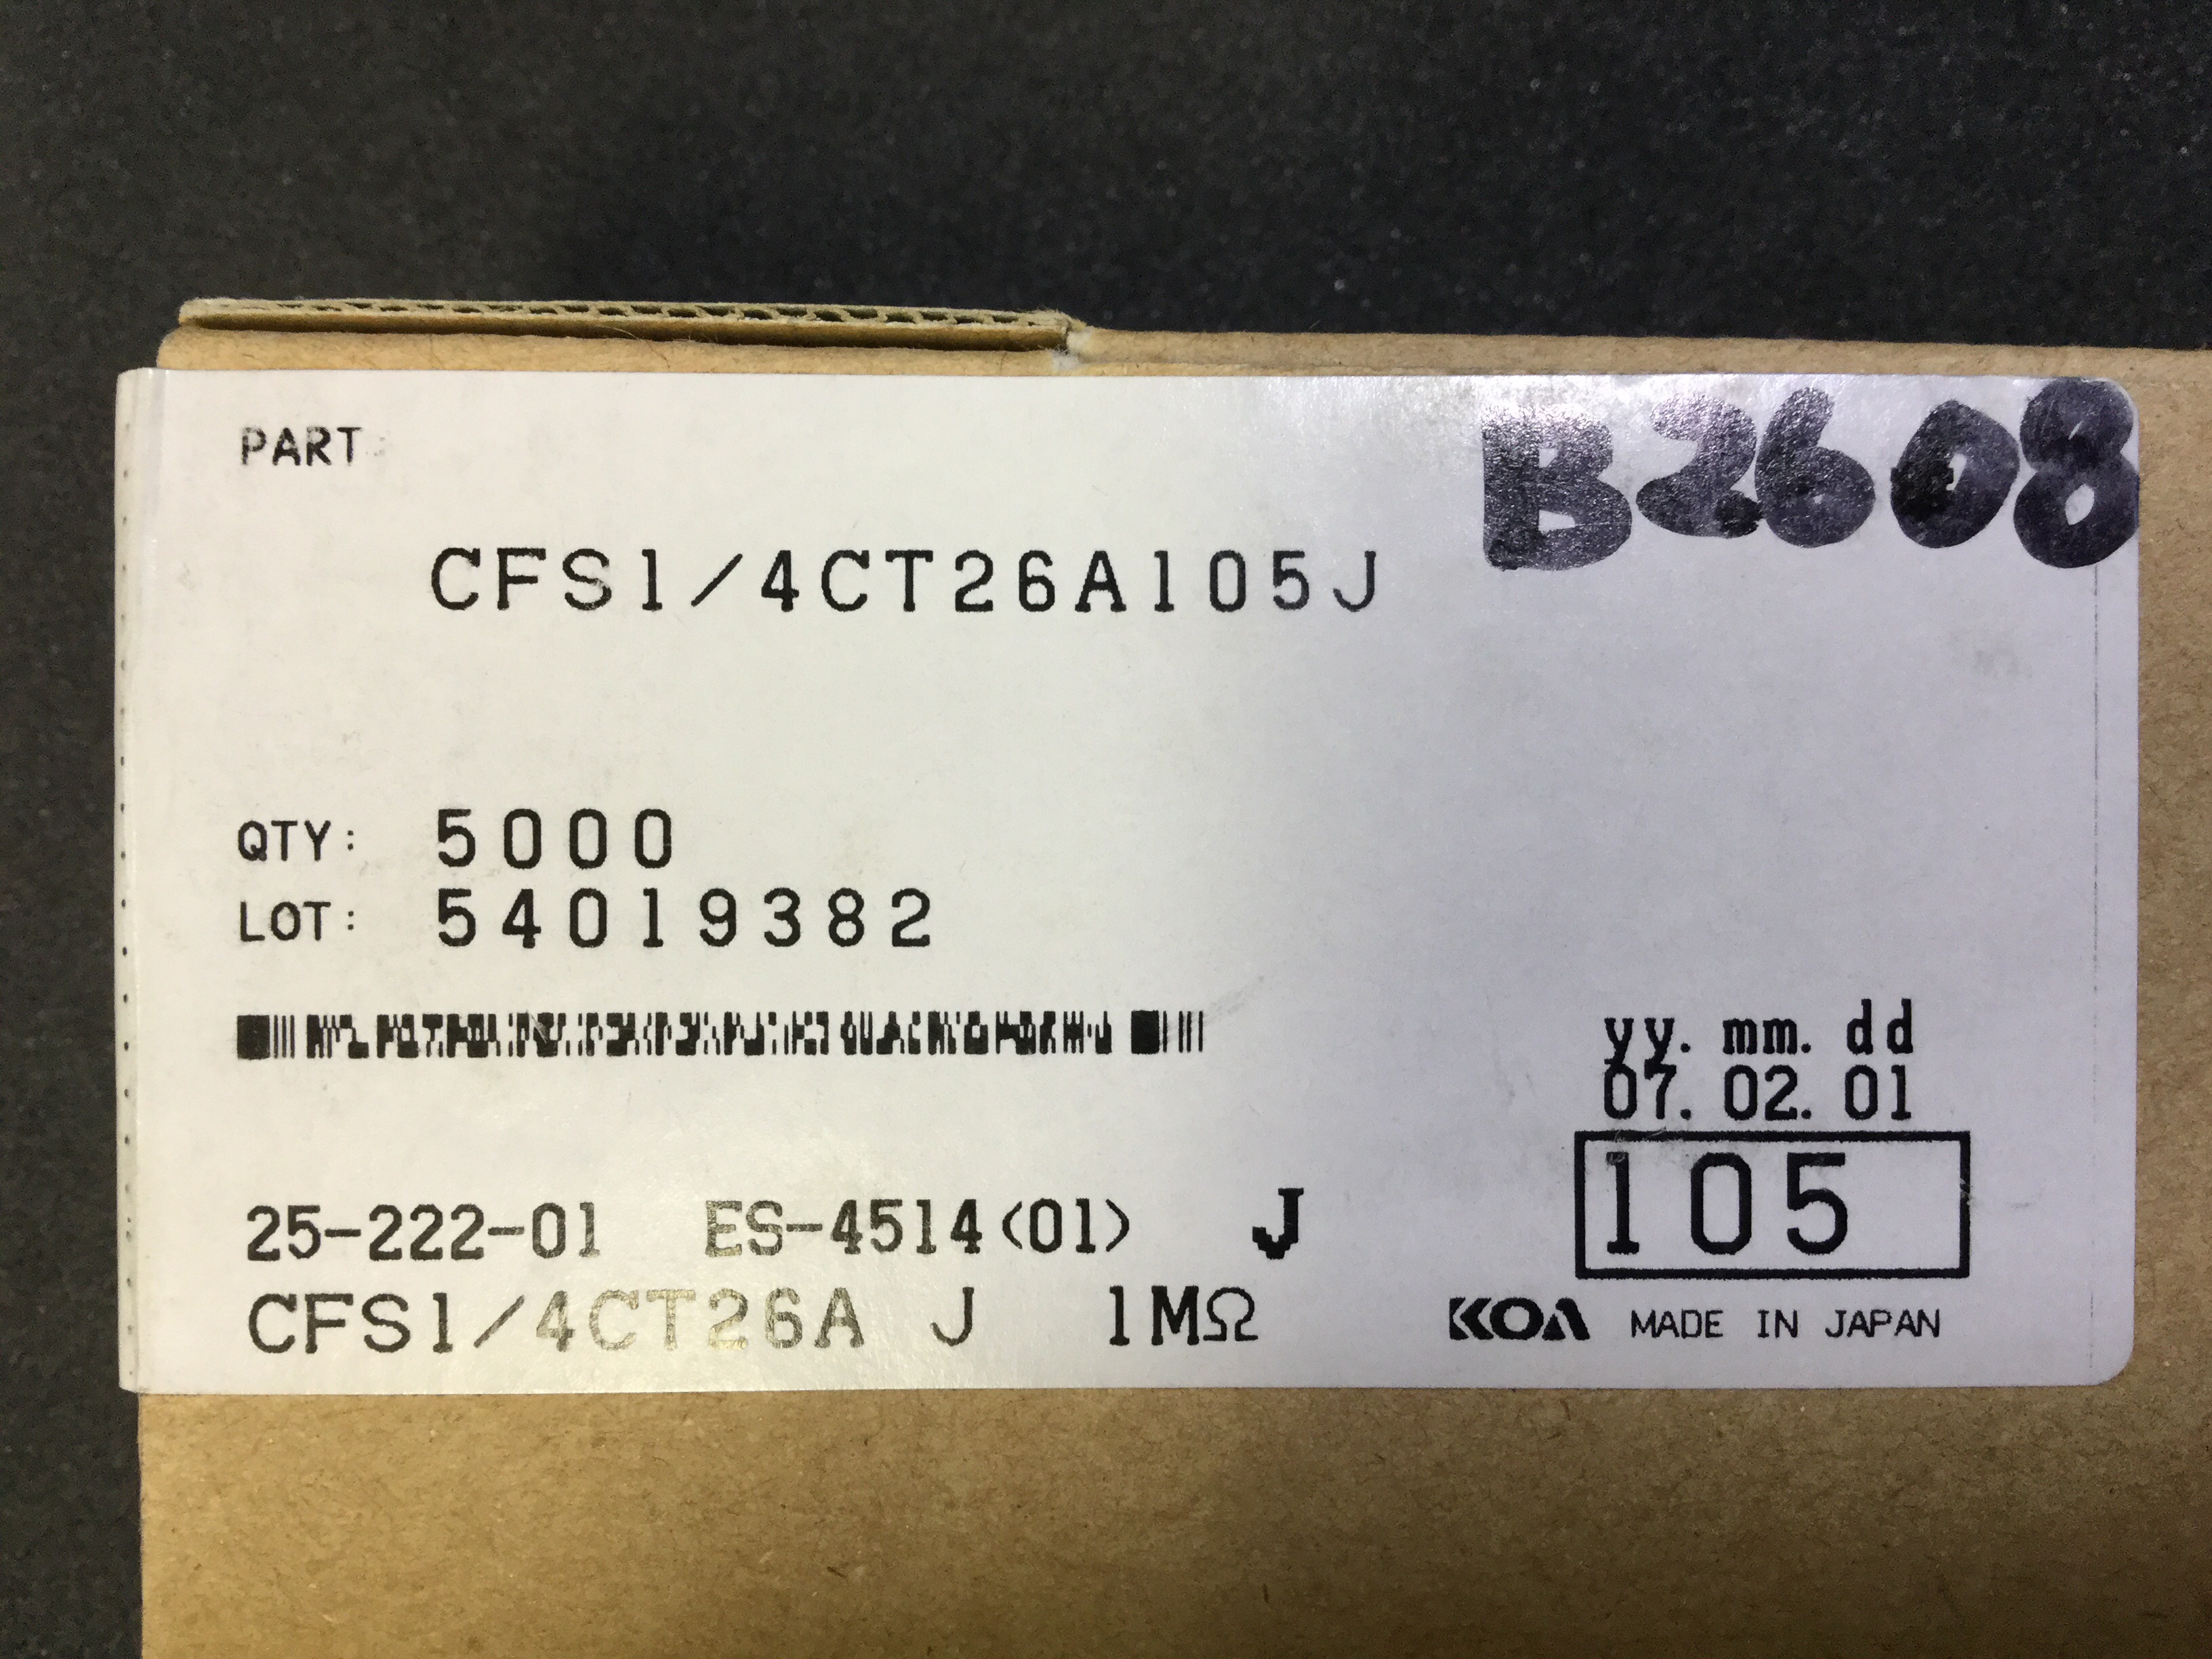 B2608
PART
CFS1/4CT26A105J
QTY: 5000
LOT: 54019382
yy. mm. dd
07. 02. 01
105
25-222-01 ES-4514(01) J
CFS1/4CT26A J 1MΩ
KOA MADE IN JAPAN